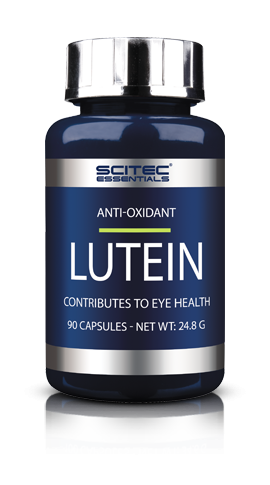 SCITEC®
ESSENTIALS
ANTI-OXIDANT
LUTEIN
CONTRIBUTES TO EYE HEALTH
90 CAPSULES - NET WT: 24.8 G